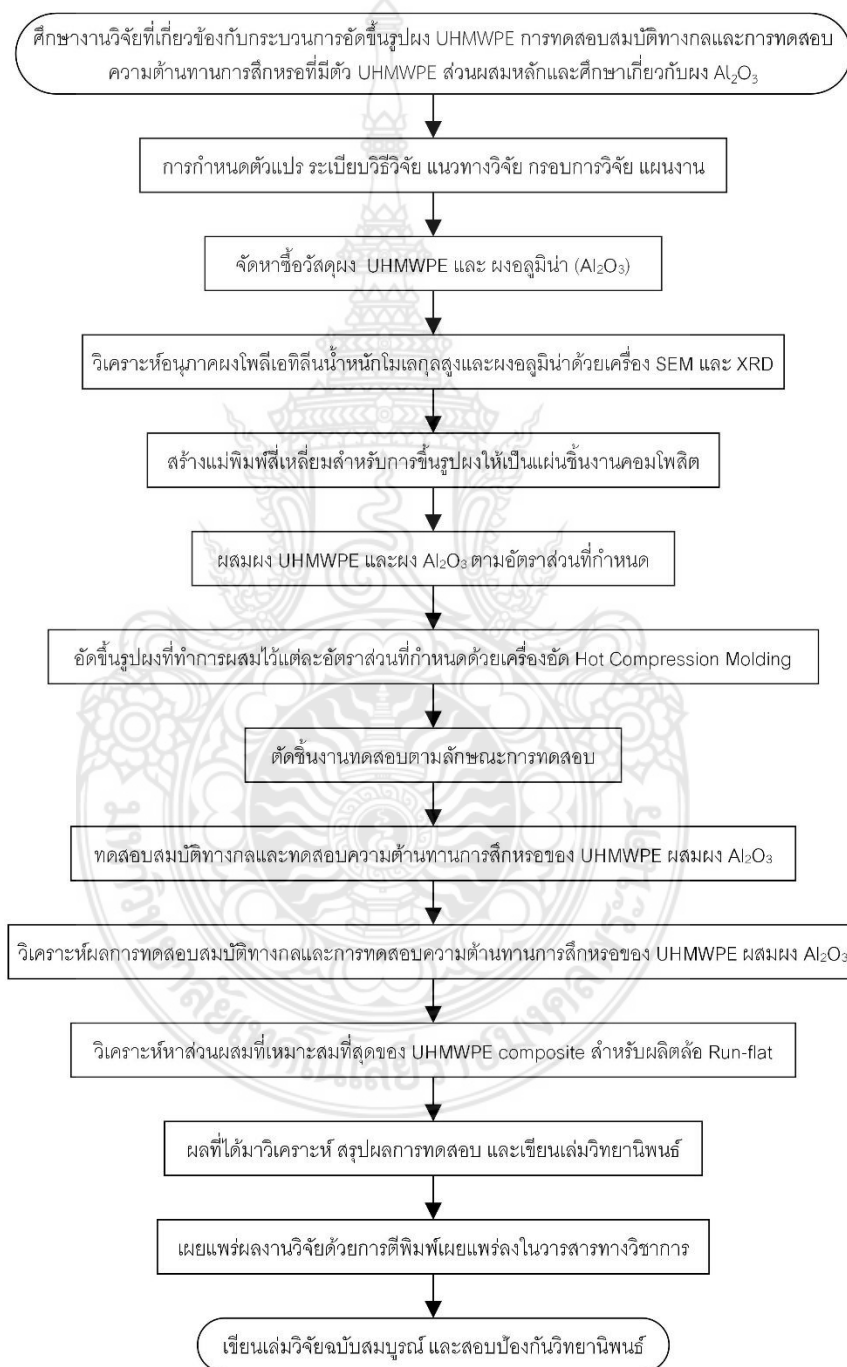 ศึกษางานวิจัยที่เกี่ยวข้องกับกระบวนการอัดขึ้นรูปผง UHMWPE การทดสอบสมบัติทางกลและการทดสอบ
ความต้านทานการสึกหรอที่มีตัว UHMWPE ส่วนผสมหลักและศึกษาเกี่ยวกับผง Al₂O₃
การกำหนดตัวแปร ระเบียบวิธีวิจัย แนวทางวิจัย กรอบการวิจัย แผนงาน
จัดหาซื้อวัสดุผง UHMWPE และ ผงอลูมิน่า (Al₂O₃)
วิเคราะห์อนุภาคผงโพลีเอทิลีนน้ำหนักโมเลกุลสูงและผงอลูมิน่าด้วยเครื่อง SEM และ XRD
สร้างแม่พิมพ์สี่เหลี่ยมสำหรับการขึ้นรูปผงให้เป็นแผ่นชิ้นงานคอมโพสิต
ผสมผง UHMWPE และผง Al₂O₃ ตามอัตราส่วนที่กำหนด
อัดขึ้นรูปผงที่ทำการผสมไว้แต่ละอัตราส่วนที่กำหนดด้วยเครื่องอัด Hot Compression Molding
ตัดชิ้นงานทดสอบตามลักษณะการทดสอบ
ทดสอบสมบัติทางกลและทดสอบความต้านทานการสึกหรอของ UHMWPE ผสมผง Al₂O₃
วิเคราะห์ผลการทดสอบสมบัติทางกลและการทดสอบความต้านทานการสึกหรอของ UHMWPE ผสมผง Al₂O₃
วิเคราะห์หาส่วนผสมที่เหมาะสมที่สุดของ UHMWPE composite สำหรับผลิตล้อ Run-flat
ผลที่ได้มาวิเคราะห์ สรุปผลการทดสอบ และเขียนเล่มวิทยานิพนธ์
เผยแพร่ผลงานวิจัยด้วยการตีพิมพ์เผยแพร่ลงในวารสารทางวิชาการ
เขียนเล่มวิจัยฉบับสมบูรณ์ และสอบป้องกันวิทยานิพนธ์
มหาวิทยาลัยเทคโนโลยีราชมงคลพระนคร